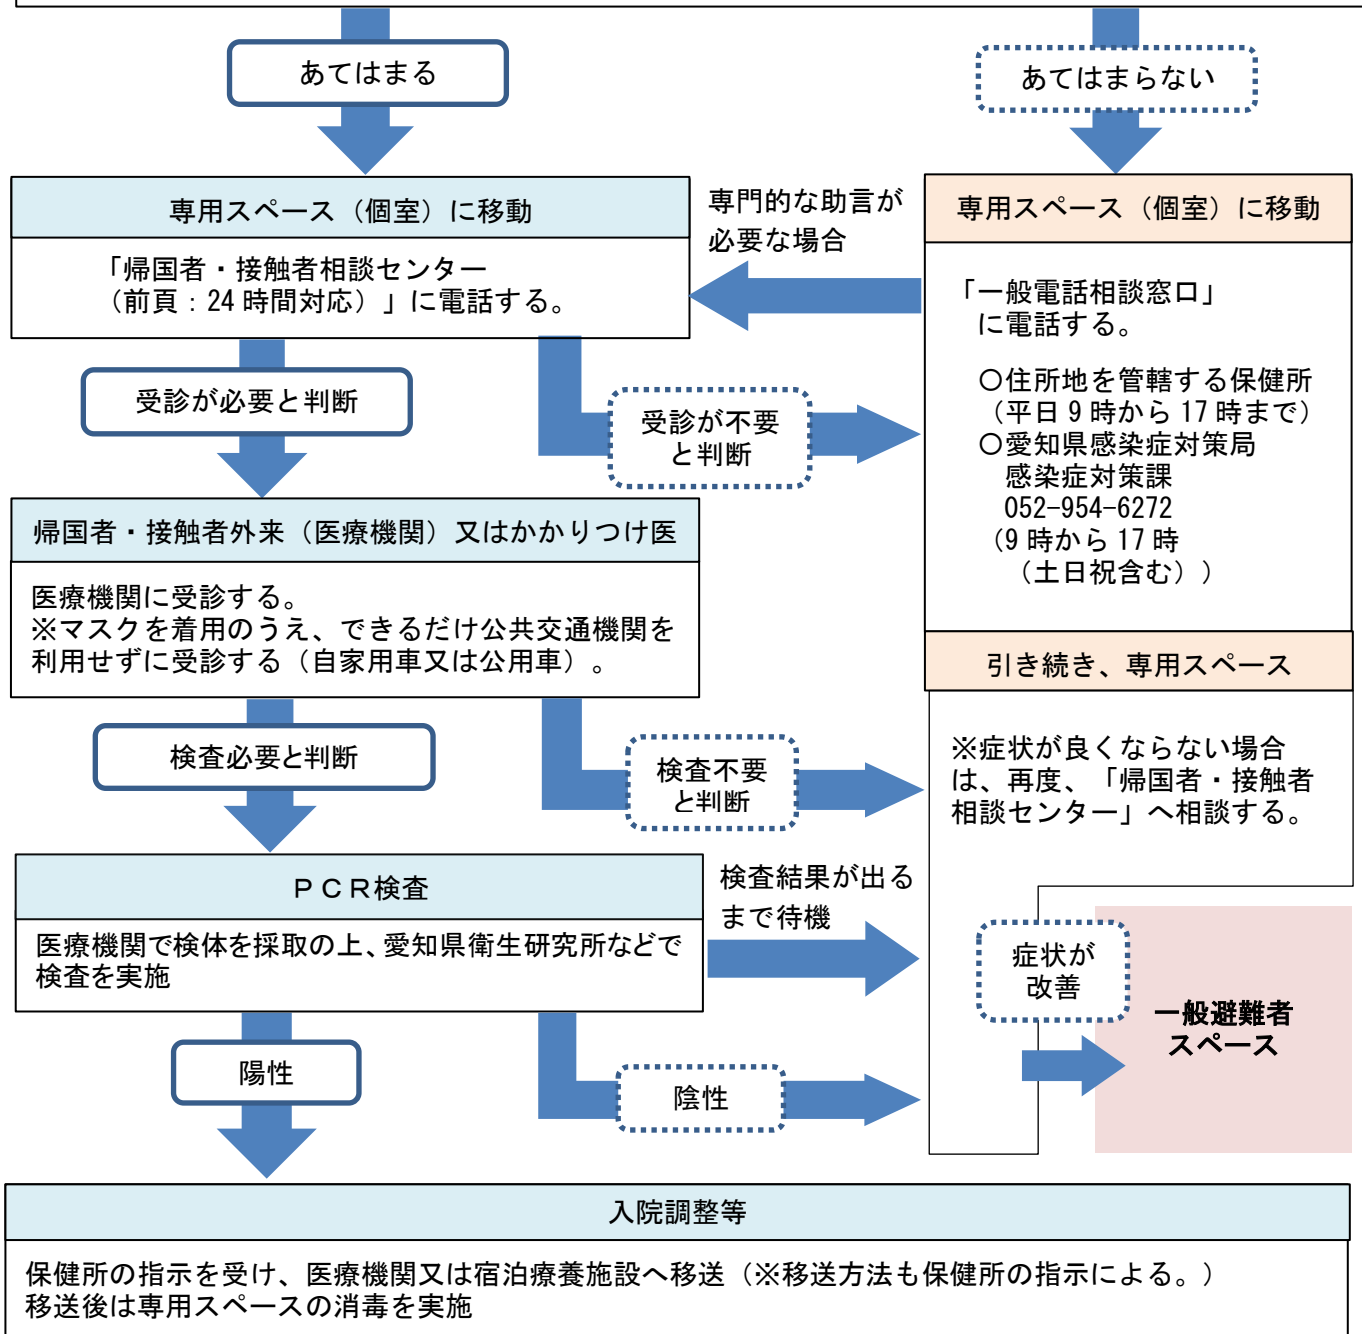 あてはまる
あてはまらない
専用スペース（個室）に移動
「帰国者・接触者相談センター
（前頁：24時間対応）」に電話する。
専門的な助言が
必要な場合
専用スペース（個室）に移動
「一般電話相談窓口」
に電話する。
○住所地を管轄する保健所
（平日9時から17時まで）
○愛知県感染症対策局
感染症対策課
052-954-6272
（9時から17時
（土日祝含む））
受診が必要と判断
受診が不要
と判断
帰国者・接触者外来（医療機関）又はかかりつけ医
医療機関に受診する。
※マスクを着用のうえ、できるだけ公共交通機関を
利用せずに受診する（自家用車又は公用車）。
引き続き、専用スペース
※症状が良くならない場合
は、再度、「帰国者・接触者
相談センター」へ相談する。
検査必要と判断
検査不要
と判断
ＰＣＲ検査
医療機関で検体を採取の上、愛知県衛生研究所などで
検査を実施
検査結果が出る
まで待機
症状が
改善
一般避難者
スペース
陽性
陰性
入院調整等
保健所の指示を受け、医療機関又は宿泊療養施設へ移送（※移送方法も保健所の指示による。）
移送後は専用スペースの消毒を実施